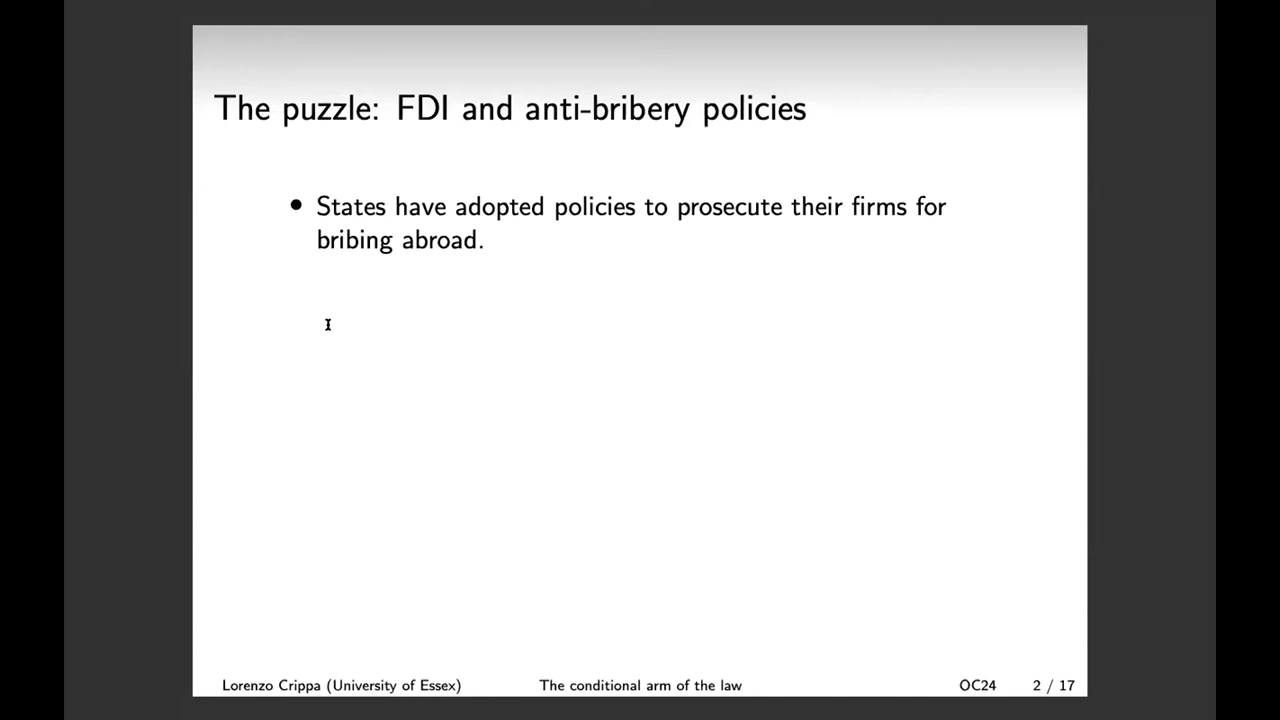 The puzzle: FDI and anti-bribery policies
• States have adopted policies to prosecute their firms for
bribing abroad.
Lorenzo Crippa (University of Essex) The conditional arm of the law OC24 2 / 17